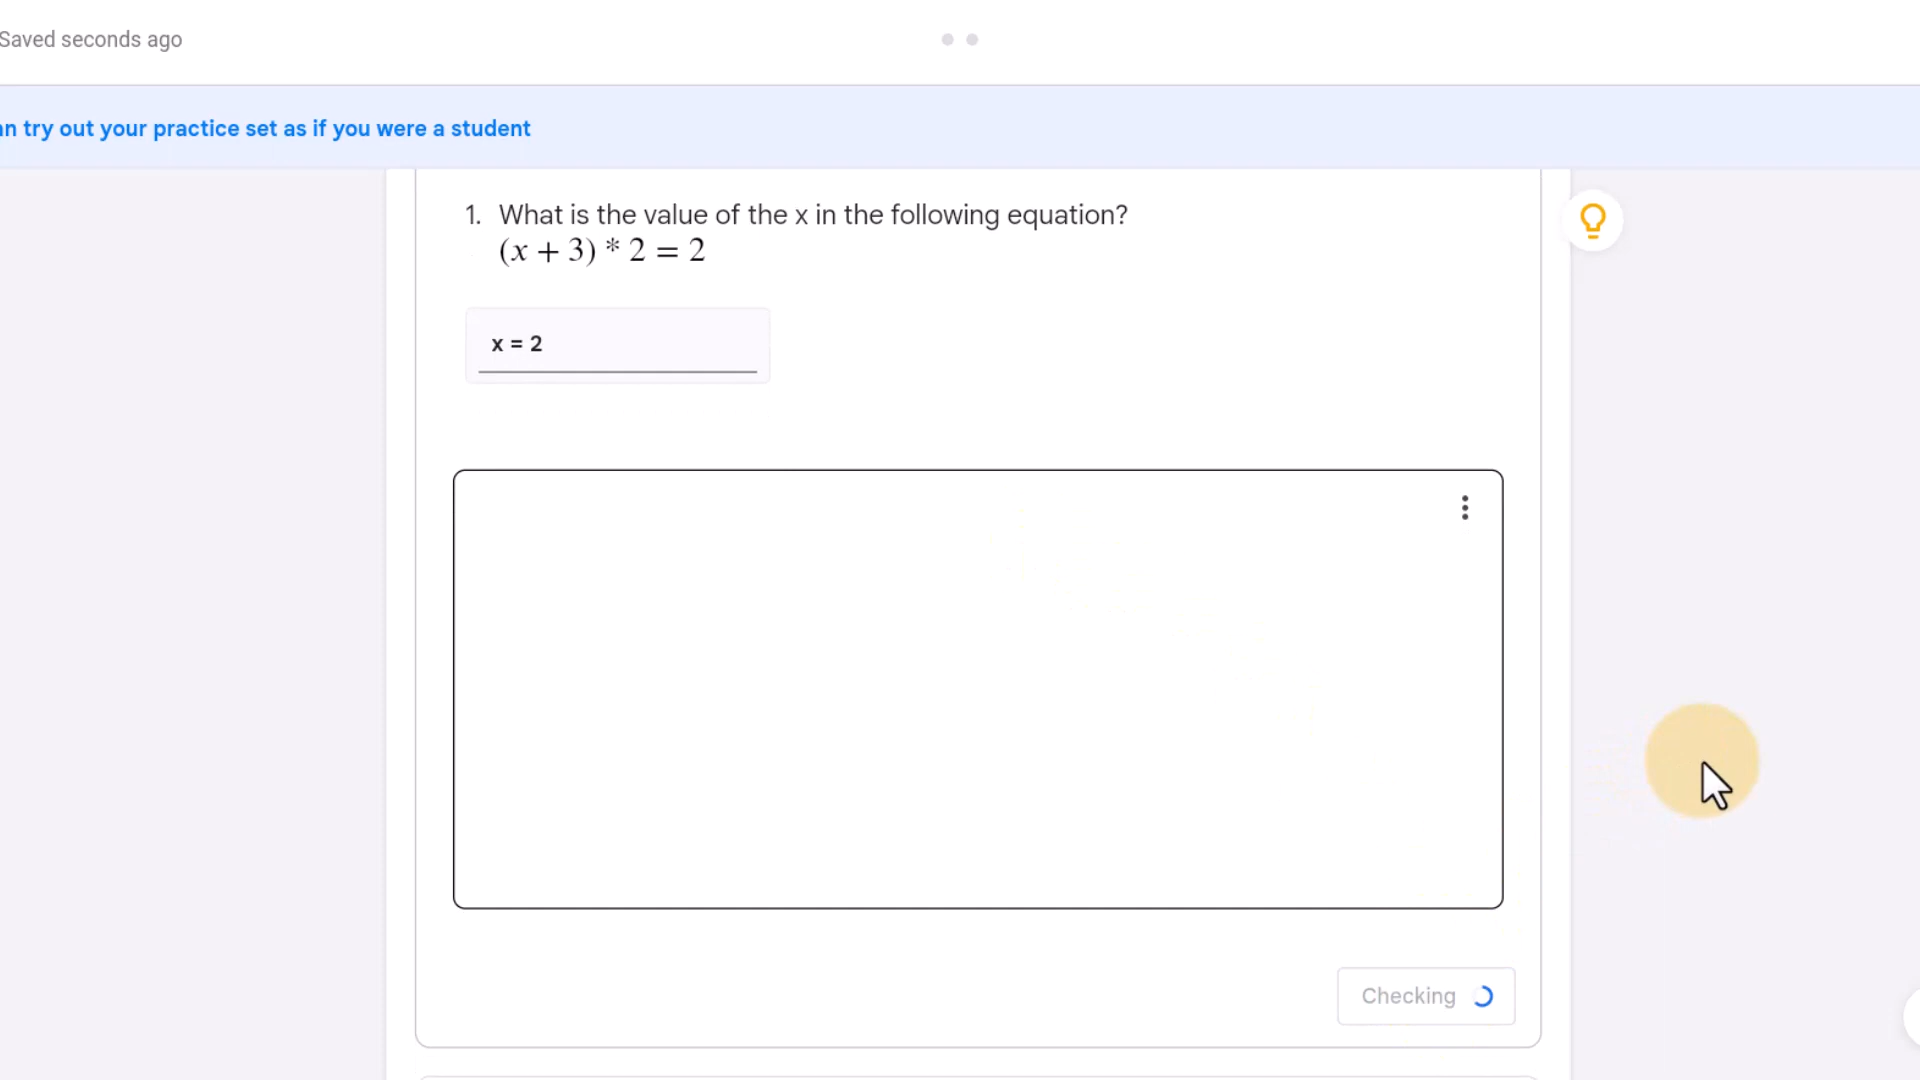 Saved seconds ago
n try out your practice set as if you were a student
1. What is the value of the x in the following equation?
(x + 3) * 2 = 2
x = 2
Checking